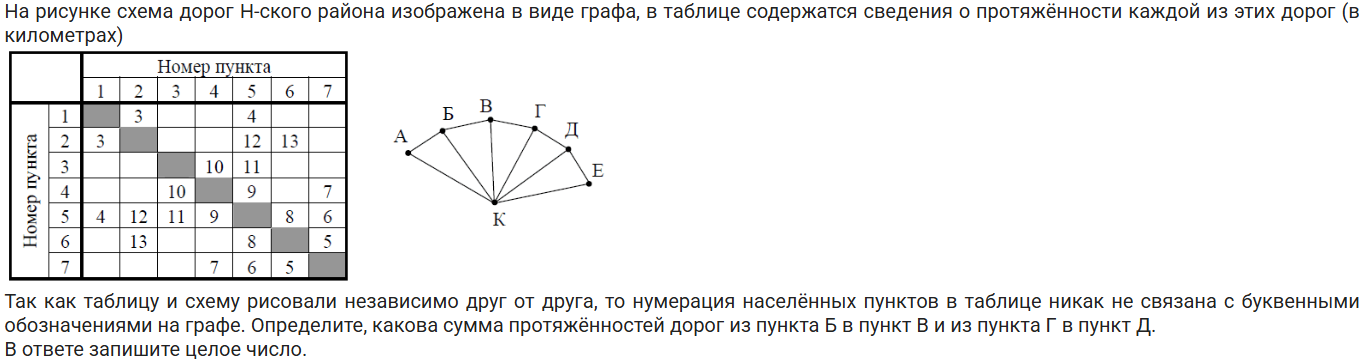 На рисунке схема дорог Н-ского района изображена в виде графа, в таблице содержатся сведения о протяжённости каждой из этих дорог (в
километрах)
Номер пункта
1 2 3 4 5 6 7
Номер пункта
1 3 4
2 3 12 13
3 10 11
4 10 9 7
5 4 12 11 9 8 6
6 13 8 5
7 7 6 5
А Б В Г Д Е
К
Так как таблицу и схему рисовали независимо друг от друга, то нумерация населённых пунктов в таблице никак не связана с буквенными
обозначениями на графе. Определите, какова сумма протяжённостей дорог из пункта Б в пункт В и из пункта Г в пункт Д.
В ответе запишите целое число.